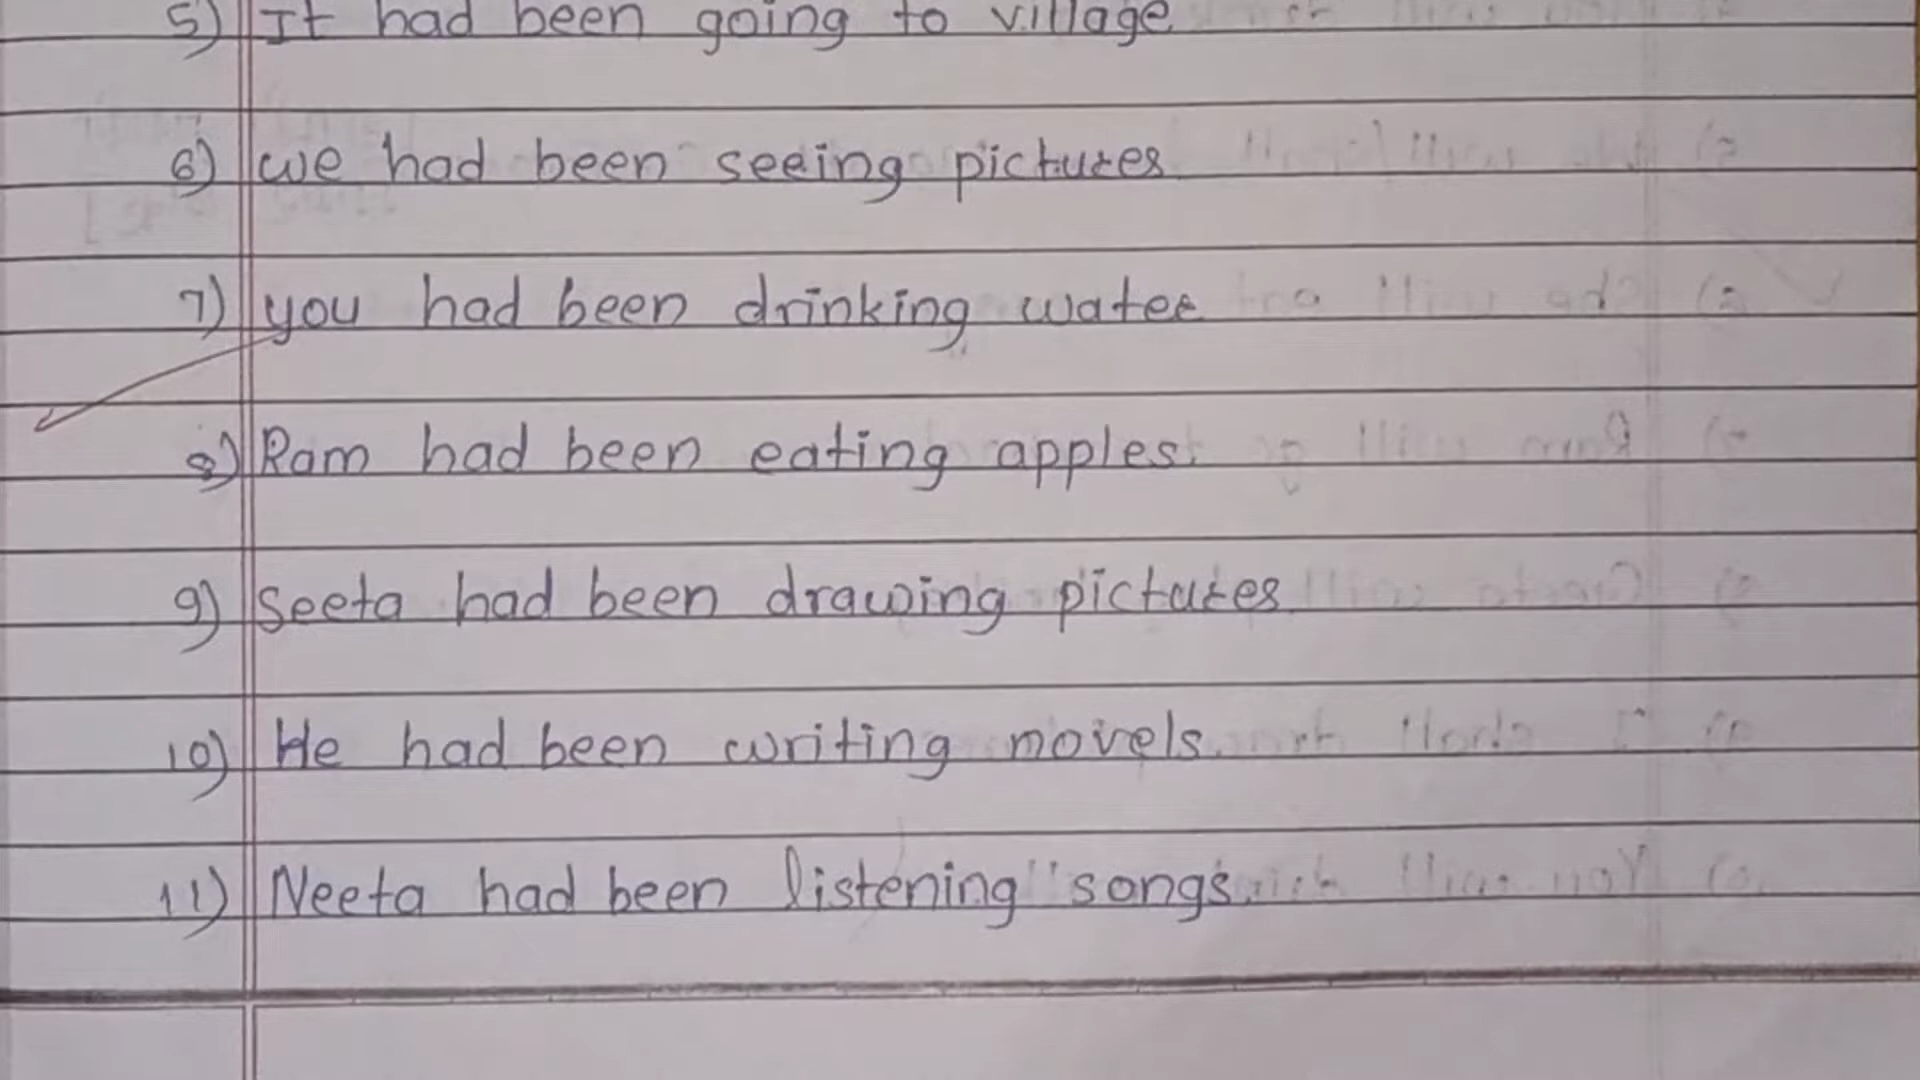 5) It had been going to village
6) we had been seeing pictures
7) you had been drinking water
8) Ram had been eating apples.
9) Seeta had been drawing pictures
10) He had been writing novels.
11) Neeta had been listening songs.